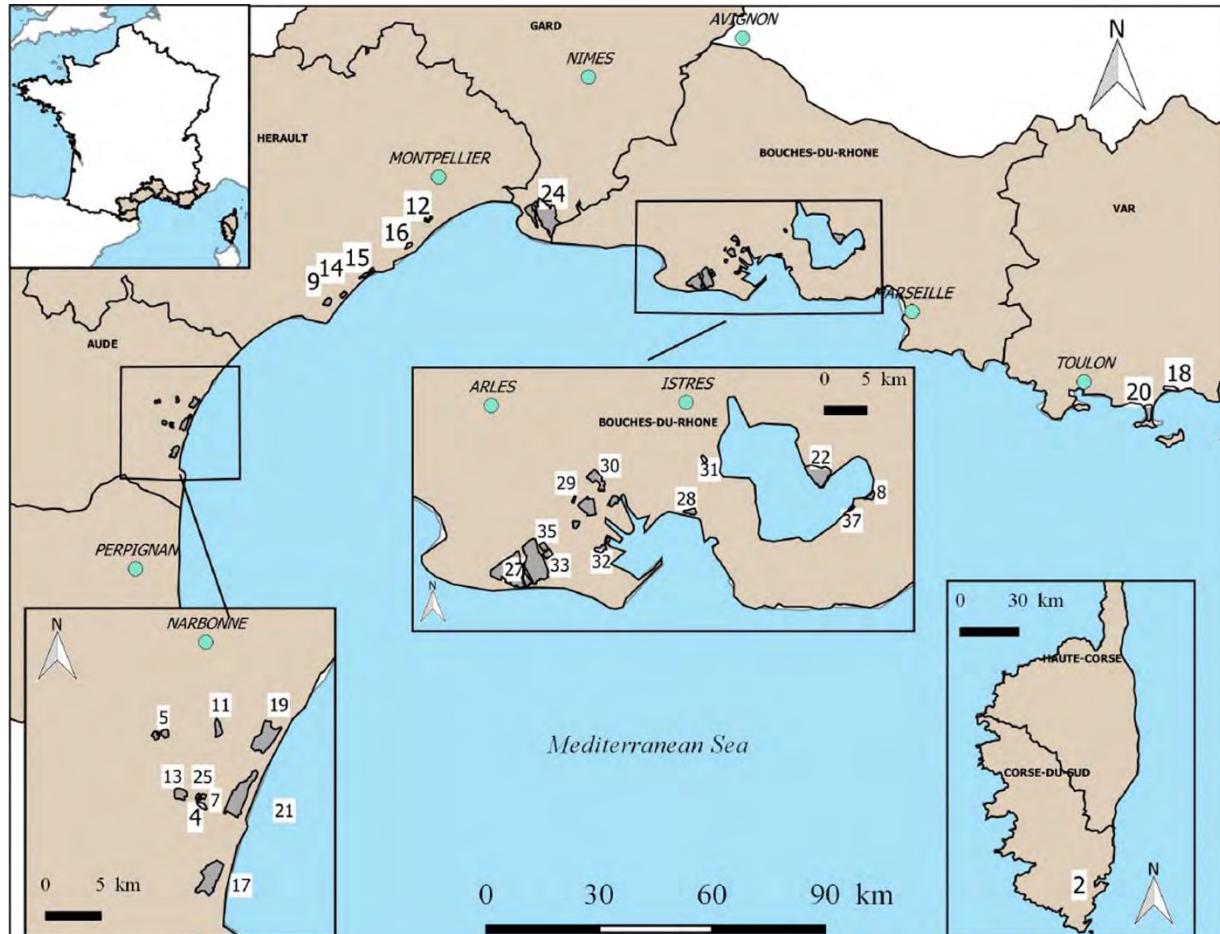 GARD
AVIGNON
N
NIMES
HERAULT
MONTPELLIER
BOUCHES-DU-RHONE
VAR
24
12
16
15
14
9
MARSEILLE
AUDE
TOULON
18
20
ARLES
ISTRES
0 5 km
BOUCHES-DU-RHONE
30
31
22
29
28
8
37
35
33
32
27
N
PERPIGNAN
NARBONNE
N
11
19
5
13
25
7
4
21
17
0 5 km
Mediterranean Sea
0 30 60 90 km
0 30 km
HAUTE-CORSE
CORSE-DU-SUD
2
N